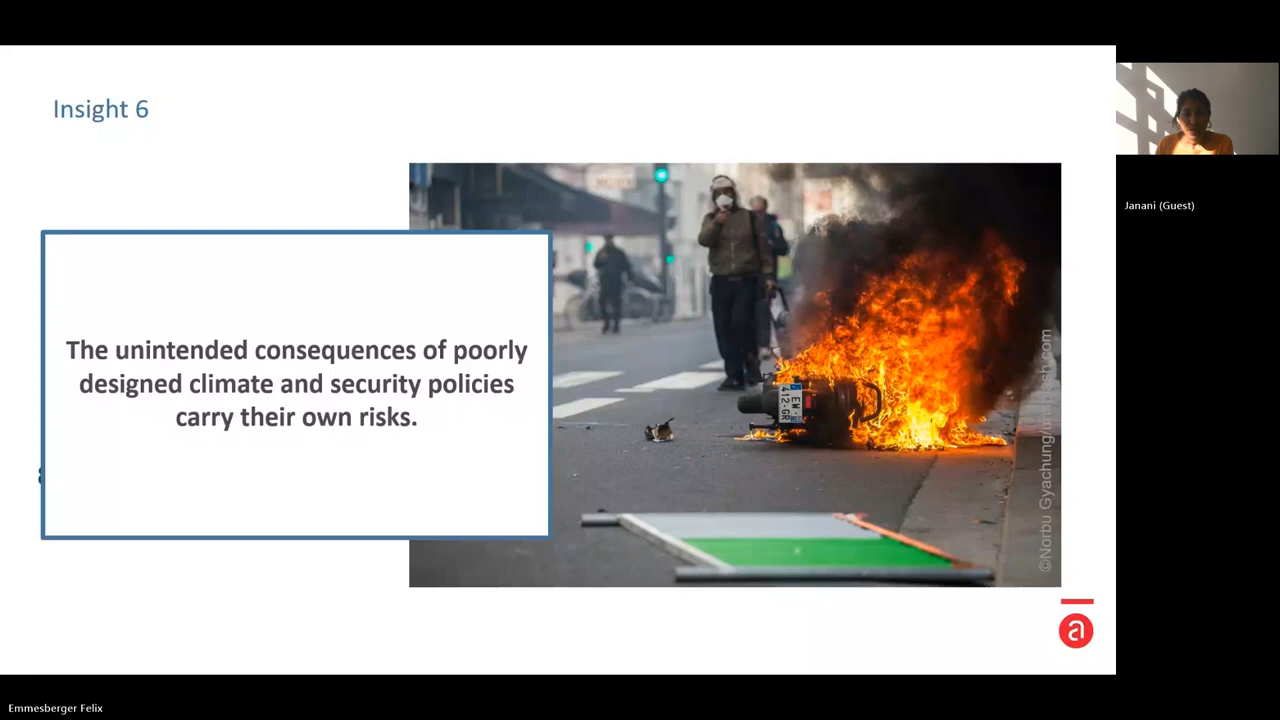 Insight 6
The unintended consequences of poorly
designed climate and security policies
carry their own risks.
©Norbu Gyachung/unsplash.com
Janani (Guest)
Emmesberger Felix